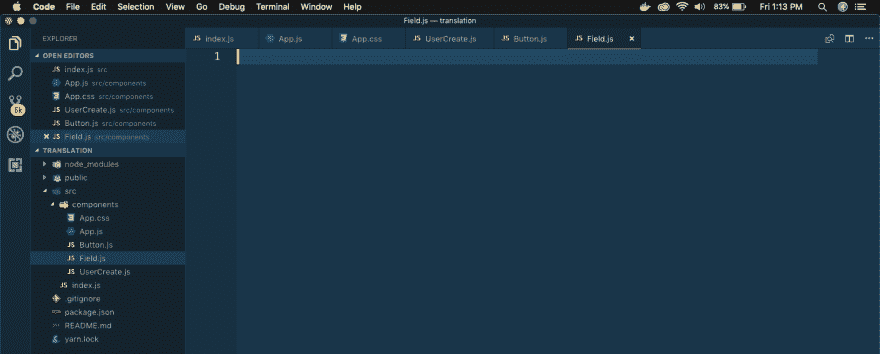 Code File Edit Selection View Go Debug Terminal Window Help 83% Fri 1:13 PM
Field.js — translation
EXPLORER
JS index.js App.js App.css JS UserCreate.js JS Button.js JS Field.js ×
OPEN EDITORS
1
JS index.js src
App.js src/components
App.css src/components
JS UserCreate.js src/components
JS Button.js src/components
× JS Field.js src/components
6k
TRANSLATION
node_modules
public
src
components
App.css
App.js
JS Button.js
JS Field.js
JS UserCreate.js
JS index.js
.gitignore
package.json
README.md
yarn.lock